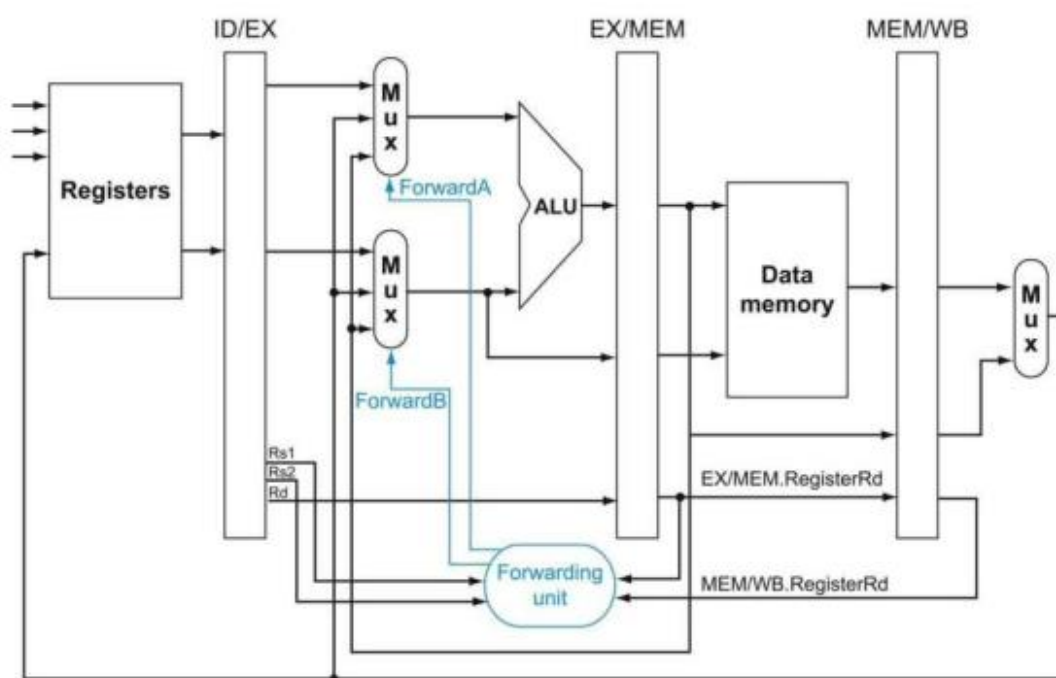 ID/EX
EX/MEM
MEM/WB
Mux
Registers
ForwardA
ALU
Mux
Data
memory
Mux
ForwardB
Rs1
Rs2
Rd
EX/MEM.RegisterRd
Forwarding
unit
MEM/WB.RegisterRd